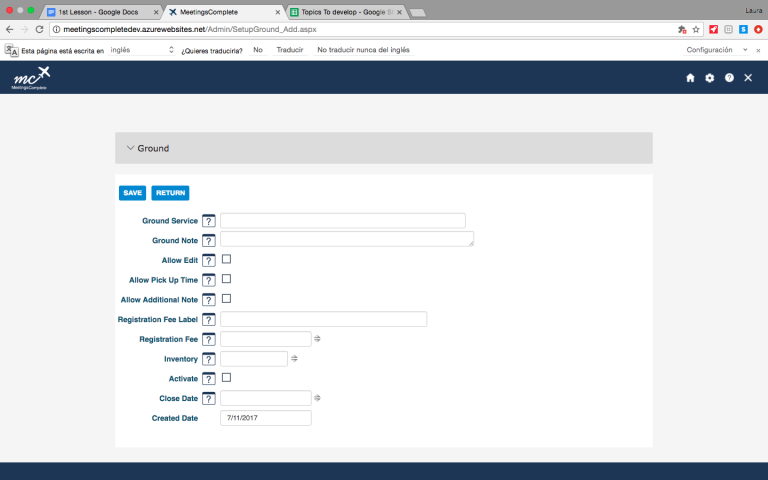 1st Lesson - Google Docs
MeetingsComplete
Topics To develop - Google
Laura
meetingscompletedev.azurewebsites.net/Admin/SetupGround_Add.aspx
Esta página está escrita en inglés ¿Quieres traducirla? No Traducir No traducir nunca del inglés Configuración
mc
MeetingsComplete
Ground
SAVE RETURN
Ground Service ?
Ground Note ?
Allow Edit ?
Allow Pick Up Time ?
Allow Additional Note ?
Registration Fee Label ?
Registration Fee ?
Inventory ?
Activate ?
Close Date ?
Created Date 7/11/2017